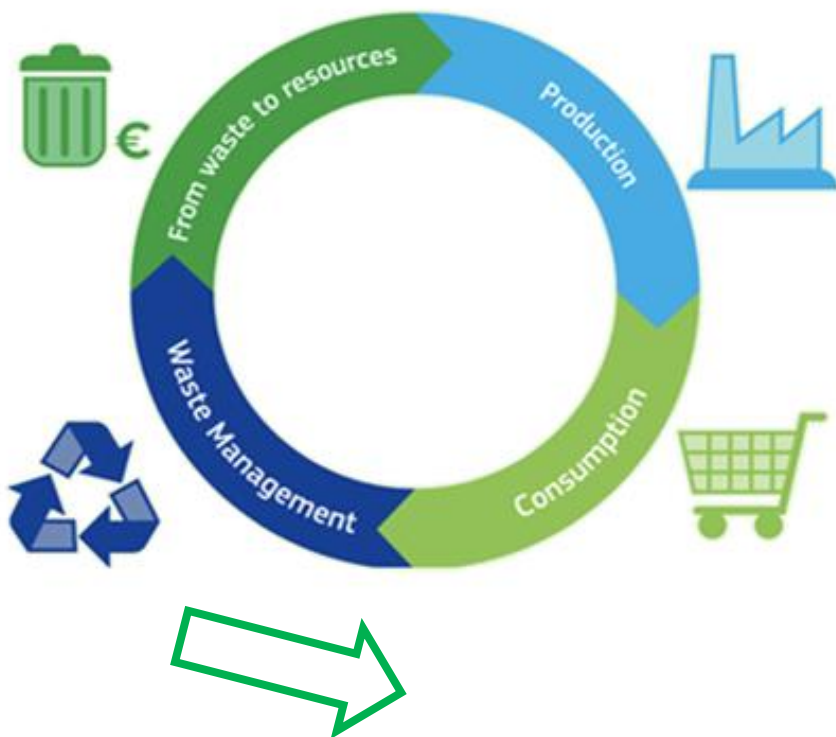 From waste to resources
€
Production
Waste Management
Consumption